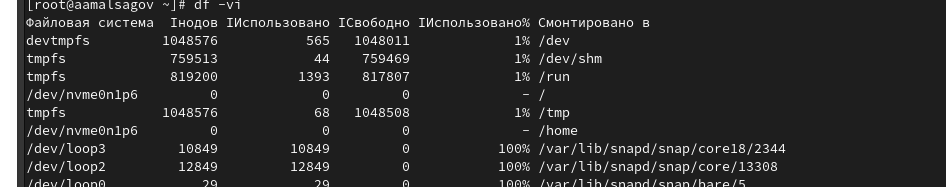 [root@aamalsagov ~]# df -vi
Файловая система Iнодов IИспользовано IСвободно IИспользовано% Смонтировано в
devtmpfs 1048576 565 1048011 1% /dev
tmpfs 759513 44 759469 1% /dev/shm
tmpfs 819200 1393 817807 1% /run
/dev/nvme0n1p6 0 0 0 - /
tmpfs 1048576 68 1048508 1% /tmp
/dev/nvme0n1p6 0 0 0 - /home
/dev/loop3 10849 10849 0 100% /var/lib/snapd/snap/core18/2344
/dev/loop2 12849 12849 0 100% /var/lib/snapd/snap/core/13308
/dev/loop0 29 29 0 100% /var/lib/snapd/snap/bare/5